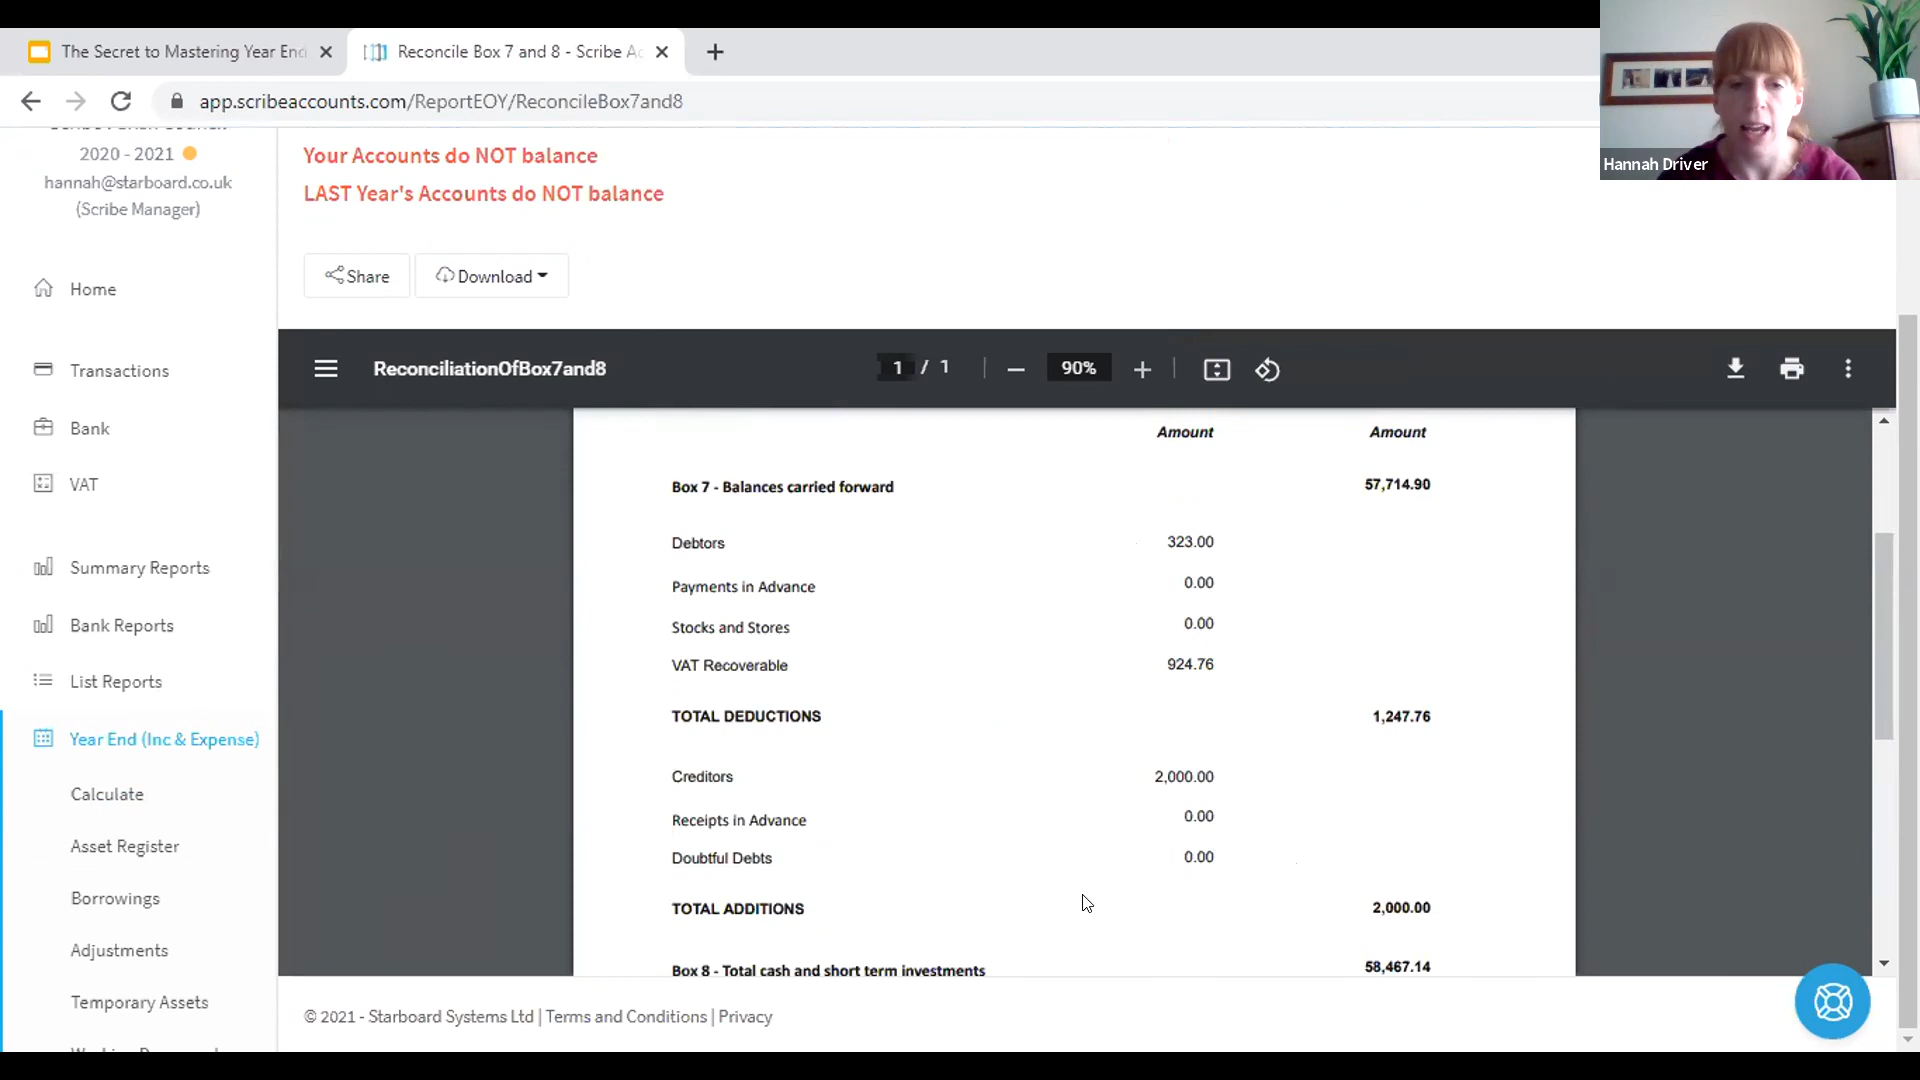 The Secret to Mastering Year End
Reconcile Box 7 and 8 - Scribe Ac
app.scribeaccounts.com/ReportEOY/ReconcileBox7and8
Hannah Driver
2020 - 2021
hannah@starboard.co.uk
(Scribe Manager)
Home
Transactions
Bank
VAT
Summary Reports
Bank Reports
List Reports
Year End (Inc & Expense)
Calculate
Asset Register
Borrowings
Adjustments
Temporary Assets
Your Accounts do NOT balance
LAST Year's Accounts do NOT balance
Share
Download
ReconciliationOfBox7and8
1 / 1
90%
Amount Amount
Box 7 - Balances carried forward 57,714.90
Debtors 323.00
Payments in Advance 0.00
Stocks and Stores 0.00
VAT Recoverable 924.76
TOTAL DEDUCTIONS 1,247.76
Creditors 2,000.00
Receipts in Advance 0.00
Doubtful Debts 0.00
TOTAL ADDITIONS 2,000.00
Box 8 - Total cash and short term investments 58,467.14
© 2021 - Starboard Systems Ltd | Terms and Conditions | Privacy